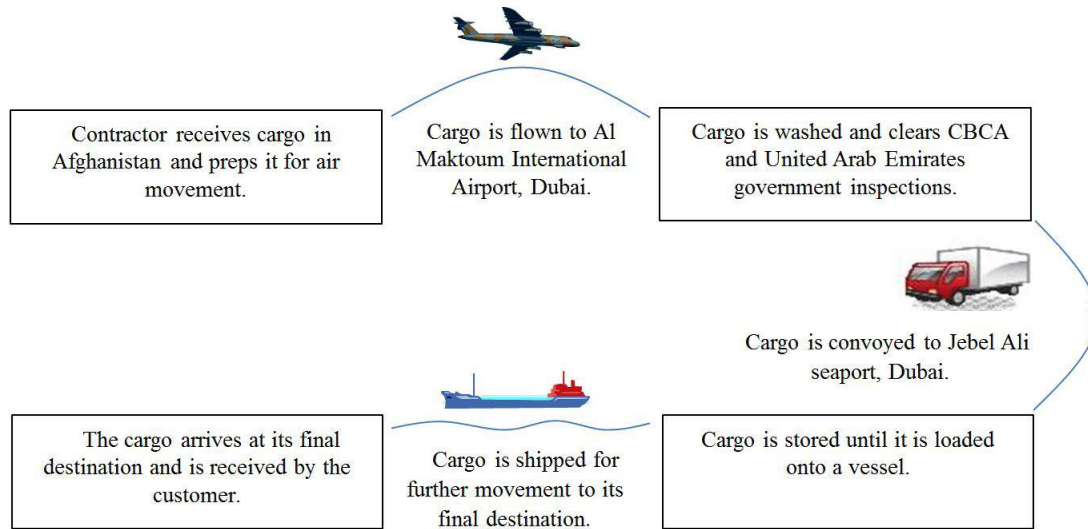 Contractor receives cargo in
Afghanistan and preps it for air
movement.
Cargo is flown to Al
Maktoum International
Airport, Dubai.
Cargo is washed and clears CBCA
and United Arab Emirates
government inspections.
Cargo is convoyed to Jebel Ali
seaport, Dubai.
Cargo is stored until it is loaded
onto a vessel.
Cargo is shipped for
further movement to its
final destination.
The cargo arrives at its final
destination and is received by the
customer.